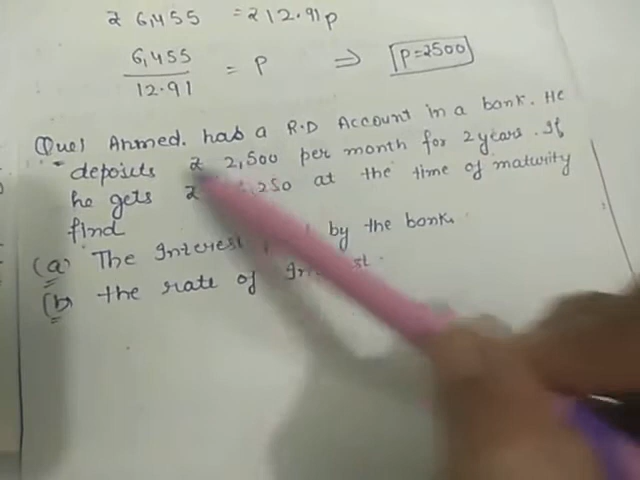 ₹ 6,455 = ₹12.91p
6,455
12.91
= P ⇒ P=2500
Que) Ahmed. has a R.D Account in a bank. He
deposits ₹ 2,500 per month for 2 years. If
he gets ₹ ,250 at the time of maturity
find
(a) The Interest by the bank.
(b) the rate of